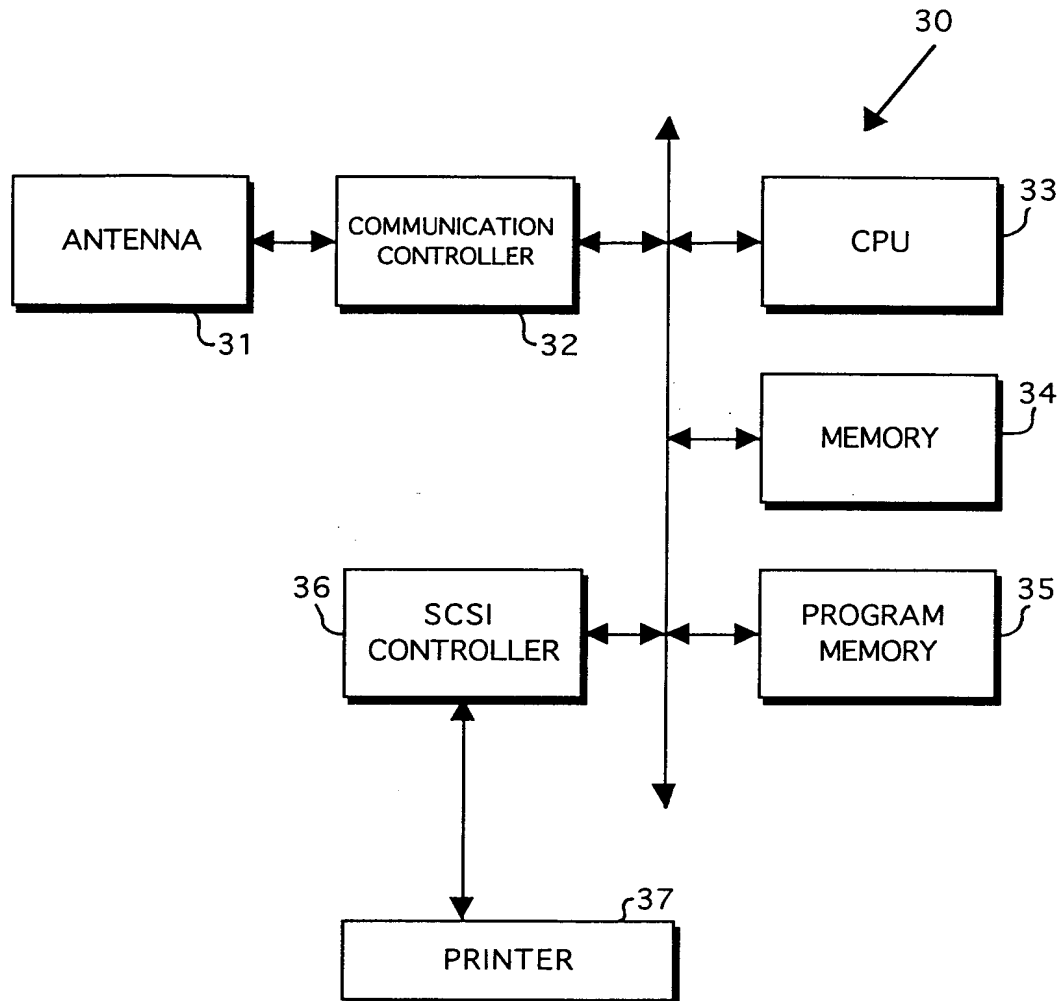 30
ANTENNA
31
COMMUNICATION
CONTROLLER
32
CPU
33
MEMORY
34
36
SCSI
CONTROLLER
PROGRAM
MEMORY
35
37
PRINTER